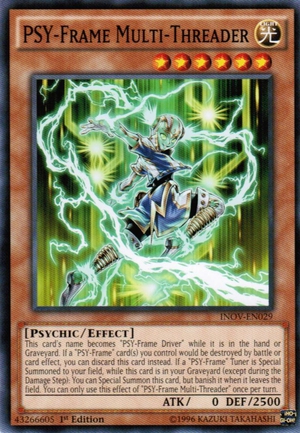 PSY-FRAME MULTI-THREADER
LIGHT
光
INOV-EN029
[PSYCHIC/EFFECT]
This card's name becomes "PSY-Frame Driver" while it is in the hand or
Graveyard. If a "PSY-Frame" card(s) you control would be destroyed by battle or
card effect, you can discard this card instead. If a "PSY-Frame" Tuner is Special
Summoned to your side of the field, while this card is in your Graveyard (except during the
Damage Step): You can Special Summon this card, but banish it when it leaves the
field. You can only use this effect of "PSY-Frame Multi-Threader" once per turn.
ATK/ 0 DEF/2500
43266605 1st Edition ©1996 KAZUKI TAKAHASHI